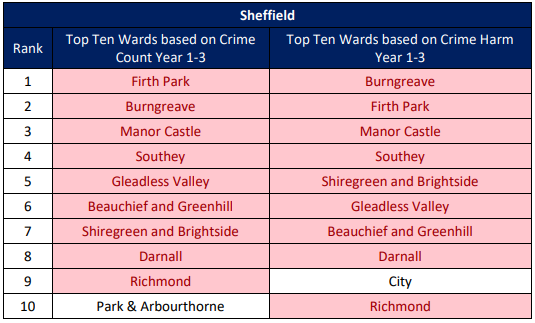 Sheffield
Rank
Top Ten Wards based on Crime
Count Year 1-3
Top Ten Wards based on Crime Harm
Year 1-3
1 Firth Park Burngreave
2 Burngreave Firth Park
3 Manor Castle Manor Castle
4 Southey Southey
5 Gleadless Valley Shiregreen and Brightside
6 Beauchief and Greenhill Gleadless Valley
7 Shiregreen and Brightside Beauchief and Greenhill
8 Darnall Darnall
9 Richmond City
10 Park & Arbourthorne Richmond